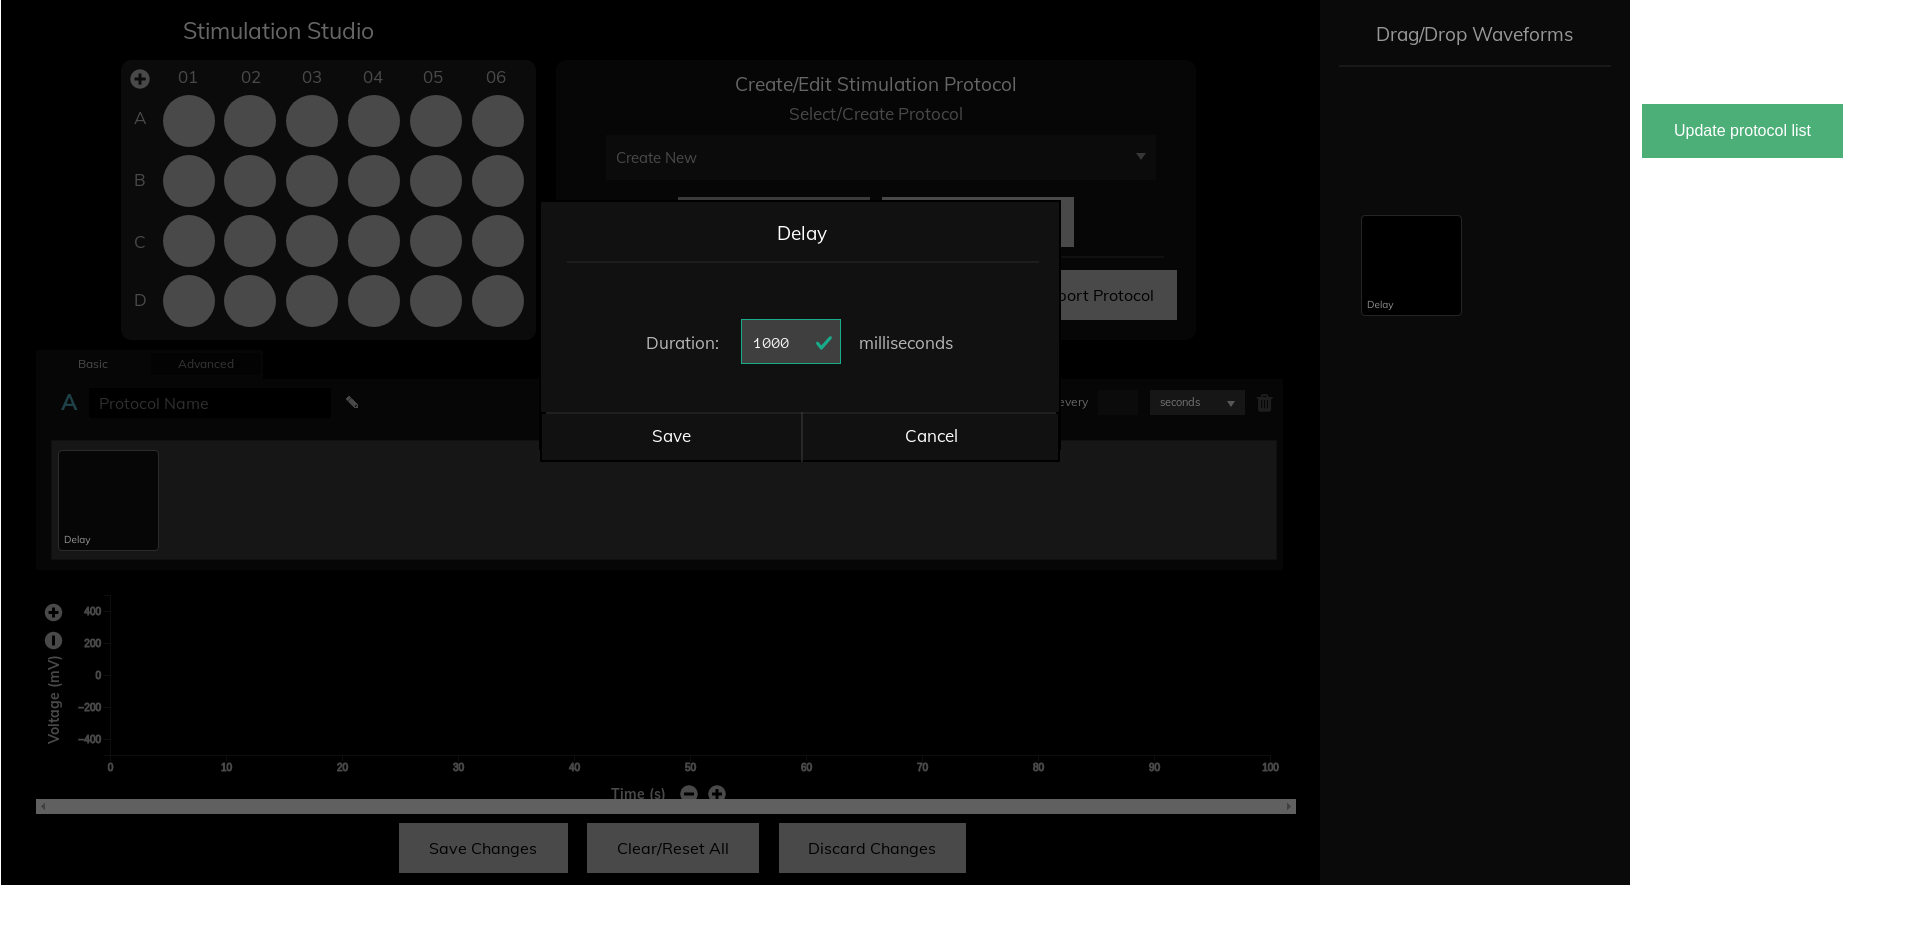 Stimulation Studio
Drag/Drop Waveforms
01 02 03 04 05 06
A
B
C
D
Create/Edit Stimulation Protocol
Select/Create Protocol
Create New
Update protocol list
Delay
Delay
Duration: 1000 milliseconds
Save Cancel
port Protocol
Basic Advanced
A Protocol Name every seconds
Delay
400
200
0
−200
−400
Voltage (mV)
0 10 20 30 40 50 60 70 80 90 100
Time (s)
Save Changes Clear/Reset All Discard Changes